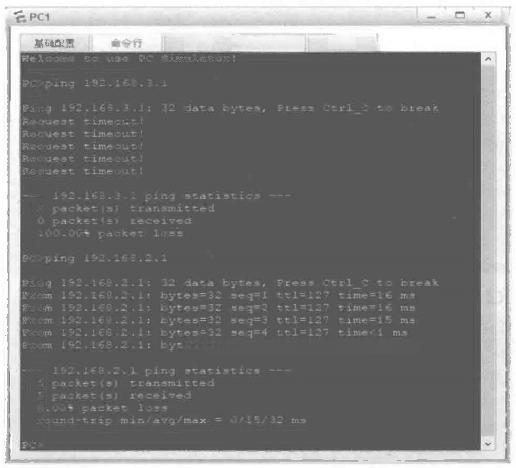 PC1
基础配置 命令行
Welcome to use PC Simulator!
PC>ping 192.168.3.1
Ping 192.168.3.1: 32 data bytes, Press Ctrl_C to break
Request timeout!
Request timeout!
Request timeout!
Request timeout!
Request timeout!
--- 192.168.3.1 ping statistics ---
packet(s) transmitted
0 packet(s) received
100.00% packet loss
PC>ping 192.168.2.1
Ping 192.168.2.1: 32 data bytes, Press Ctrl_C to break
From 192.168.2.1: bytes=32 seq=1 ttl=127 time=16 ms
From 192.168.2.1: bytes=32 seq=2 ttl=127 time=16 ms
From 192.168.2.1: bytes=32 seq=3 ttl=127 time=15 ms
From 192.168.2.1: bytes=32 seq=4 ttl=127 time<1 ms
From 192.168.2.1: byt
--- 192.168.2.1 ping statistics ---
5 packet(s) transmitted
5 packet(s) received
0.00% packet loss
round-trip min/avg/max = 0/15/32 ms
PC>